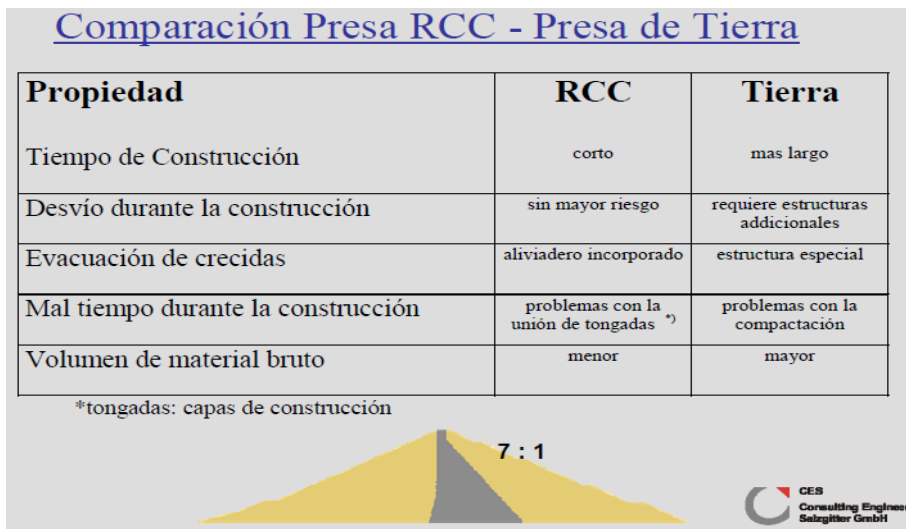 Comparación Presa RCC - Presa de Tierra
Propiedad RCC Tierra
Tiempo de Construcción corto mas largo
Desvío durante la construcción sin mayor riesgo requiere estructuras
addicionales
Evacuación de crecidas aliviadero incorporado estructura especial
Mal tiempo durante la construcción problemas con la problemas con la
unión de tongadas *) compactación
Volumen de material bruto menor mayor
*tongadas: capas de construcción
7 : 1
CES
Consulting Enginee
Salzgitter GmbH